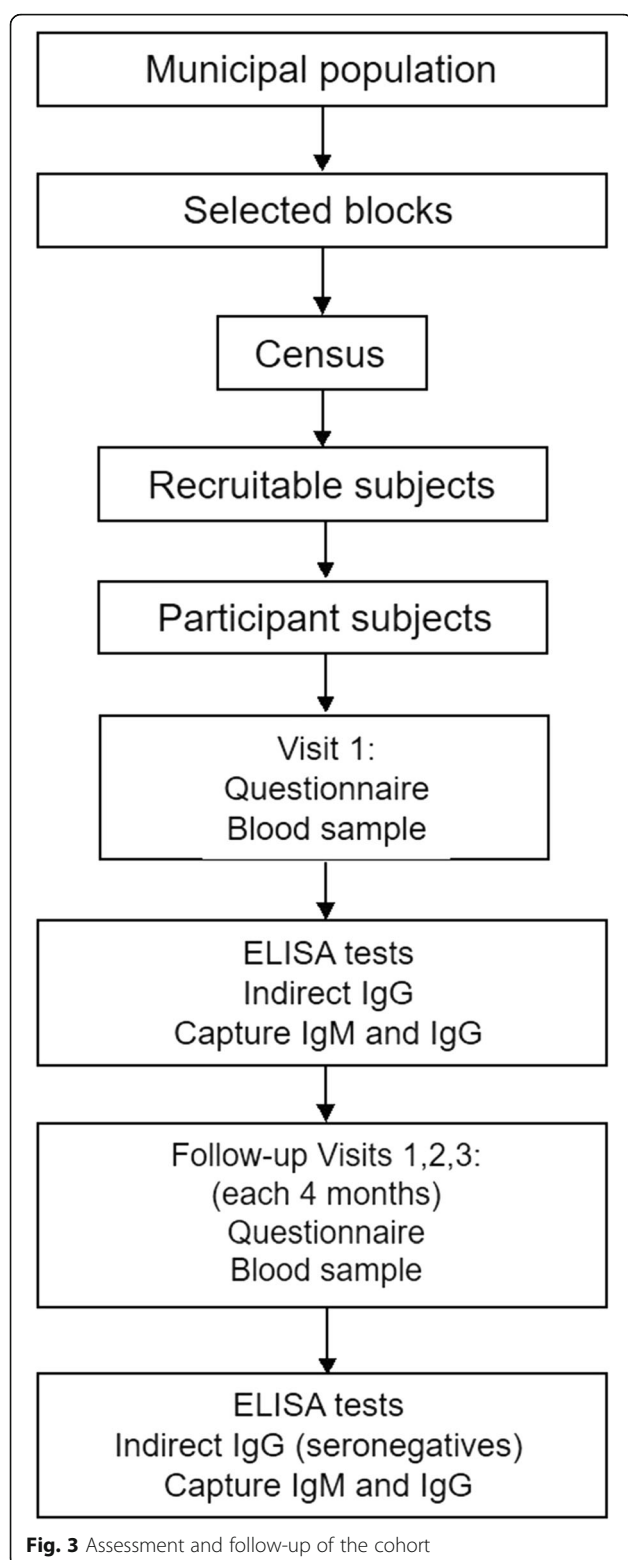 Municipal population
Selected blocks
Census
Recruitable subjects
Participant subjects
Visit 1:
Questionnaire
Blood sample
ELISA tests
Indirect IgG
Capture IgM and IgG
Follow-up Visits 1,2,3:
(each 4 months)
Questionnaire
Blood sample
ELISA tests
Indirect IgG (seronegatives)
Capture IgM and IgG
Fig. 3 Assessment and follow-up of the cohort